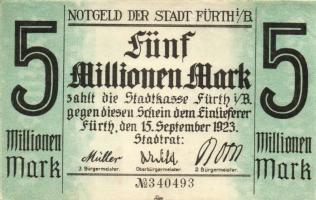 NOTGELD DER STADT FÜRTH i/B.
5
Millionen
Mark
Fünf
Millionen Mark
zahlt die Stadtkasse Fürth i/B.
gegen diesen Schein dem Einlieferer
Fürth, den 15. September 1923.
Stadtrat:
Müller
2. Bürgermeister. Oberbürgermeister. 2. Bürgermeister.
№340493
5
Millionen
Mark